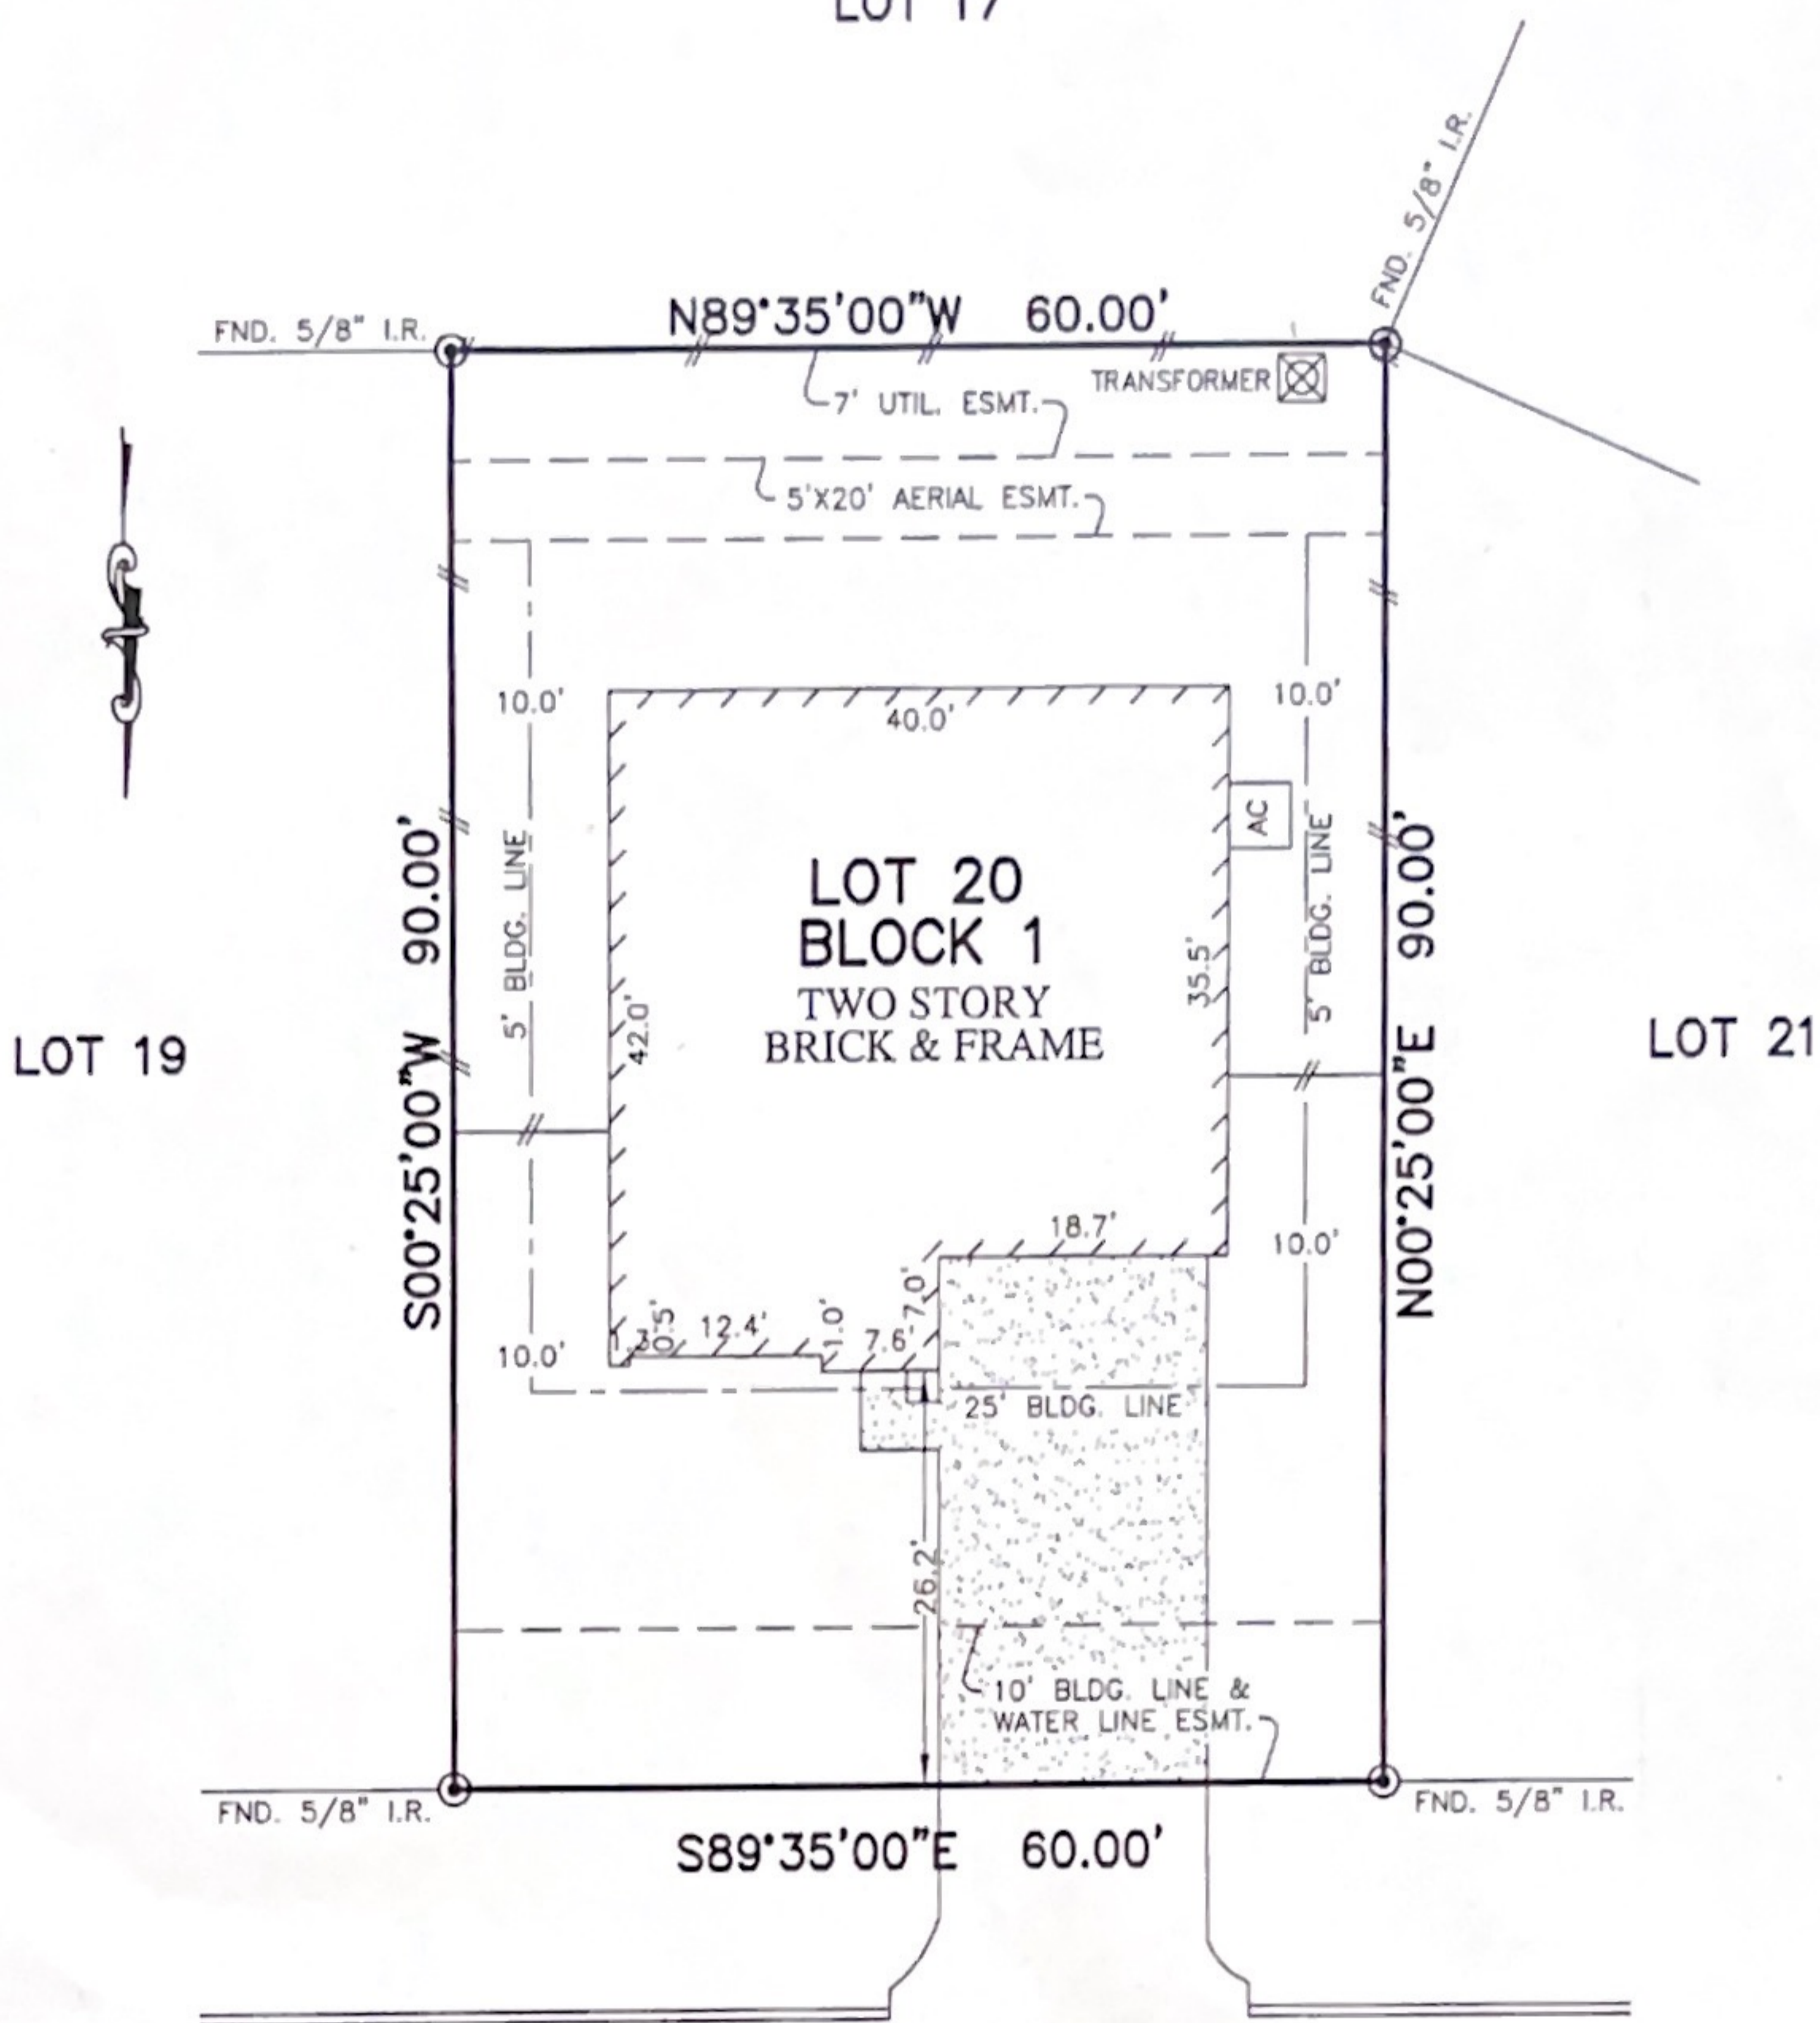 LOT 17
FND. 5/8" I.R.
N89°35'00"W 60.00'
FND. 5/8" I.R.
TRANSFORMER
7' UTIL. ESMT.
5'X20' AERIAL ESMT.
10.0'
10.0'
40.0'
AC
5' BLDG. LINE
5' BLDG. LINE
S00°25'00"W 90.00'
N00°25'00"E 90.00'
LOT 20
BLOCK 1
TWO STORY
BRICK & FRAME
42.0'
35.5'
LOT 19
LOT 21
18.7'
10.0'
7.0'
0.5'
12.4'
1.0'
7.6'
10.0'
25' BLDG. LINE
26.2'
10' BLDG. LINE &
WATER LINE ESMT.
FND. 5/8" I.R.
FND. 5/8" I.R.
S89°35'00"E 60.00'